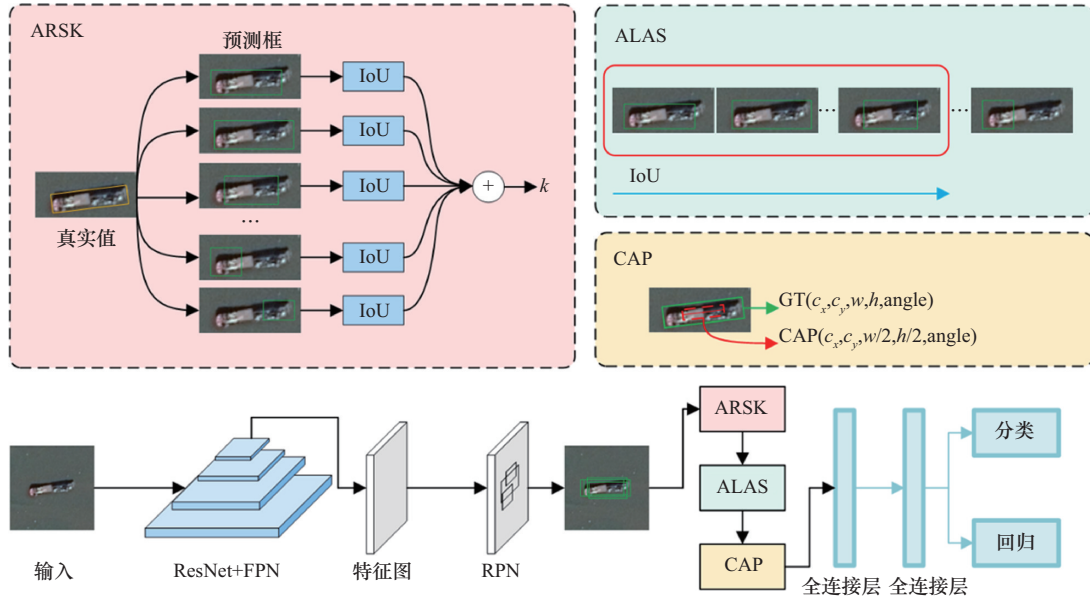 ARSK
预测框
IoU
IoU
IoU
...
IoU
IoU
+
k
真实值
ALAS
...
...
IoU
CAP
GT(cₓ,c_y,w,h,angle)
CAP(cₓ,c_y,w/2,h/2,angle)
输入
ResNet+FPN
特征图
RPN
ARSK
ALAS
CAP
全连接层
全连接层
分类
回归